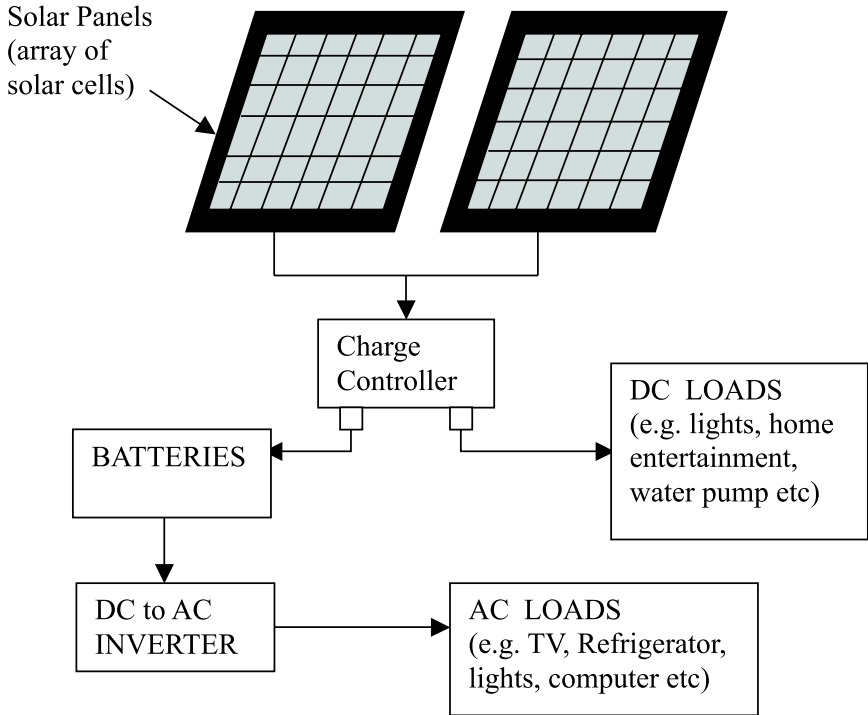 Solar Panels
(array of
solar cells)
Charge
Controller
DC LOADS
(e.g. lights, home
entertainment,
water pump etc)
BATTERIES
DC to AC
INVERTER
AC LOADS
(e.g. TV, Refrigerator,
lights, computer etc)